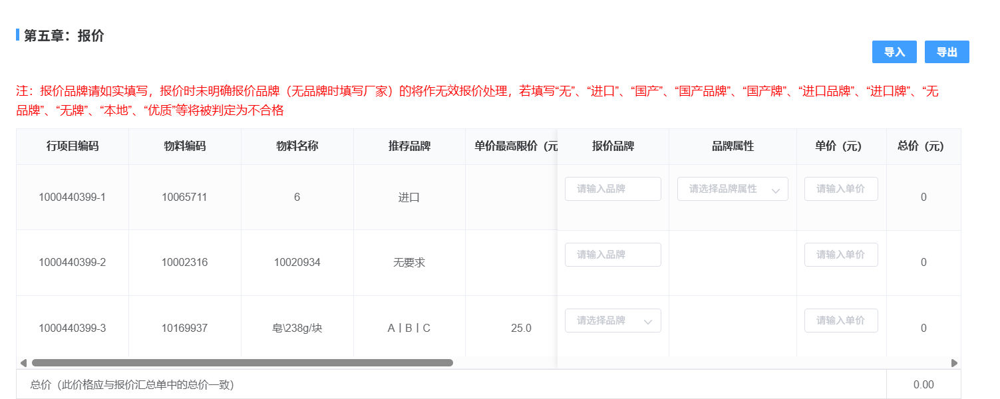 第五章：报价
导入 导出
注：报价品牌请如实填写，报价时未明确报价品牌（无品牌时填写厂家）的将作无效报价处理，若填写“无”、“进口”、“国产”、“国产品牌”、“国产牌”、“进口品牌”、“进口牌”、“无
品牌”、“无牌”、“本地”、“优质”等将被判定为不合格
行项目编码 物料编码 物料名称 推荐品牌 单价最高限价（元 报价品牌 品牌属性 单价（元） 总价（元）
1000440399-1 10065711 6 进口 请输入品牌 请选择品牌属性 请输入单价 0
1000440399-2 10002316 10020934 无要求 请输入品牌 请输入单价 0
1000440399-3 10169937 皂\238g/块 A丨B丨C 25.0 请选择品牌 请输入单价 0
总价（此价格应与报价汇总单中的总价一致） 0.00